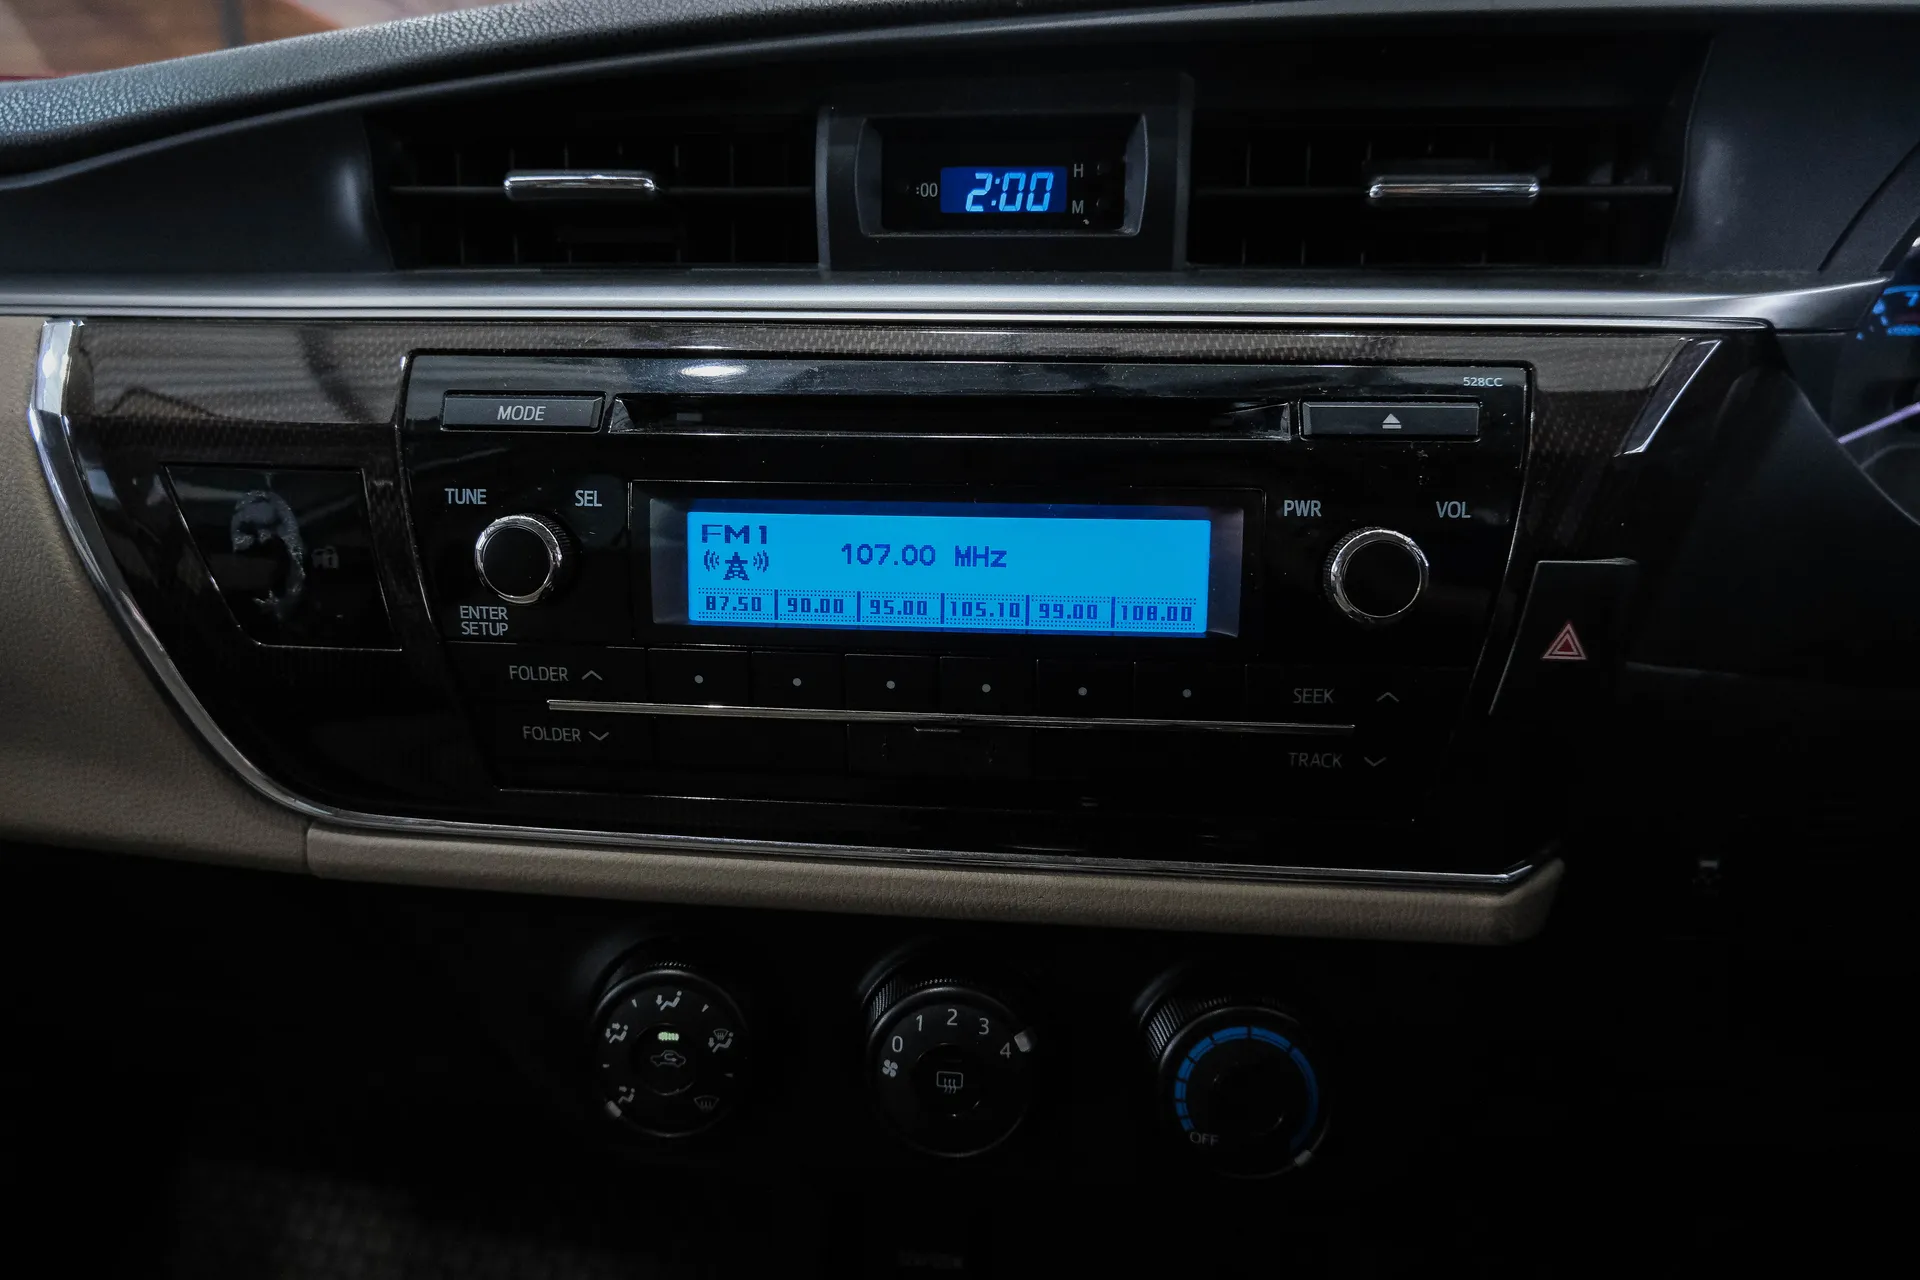 :00 2:00 H
M
528CC
MODE
TUNE SEL
PWR VOL
FM1
107.00 MHz
87.50 90.00 95.00 105.10 99.00 108.00
ENTER
SETUP
FOLDER
SEEK
FOLDER
TRACK
0 1 2 3 4
OFF